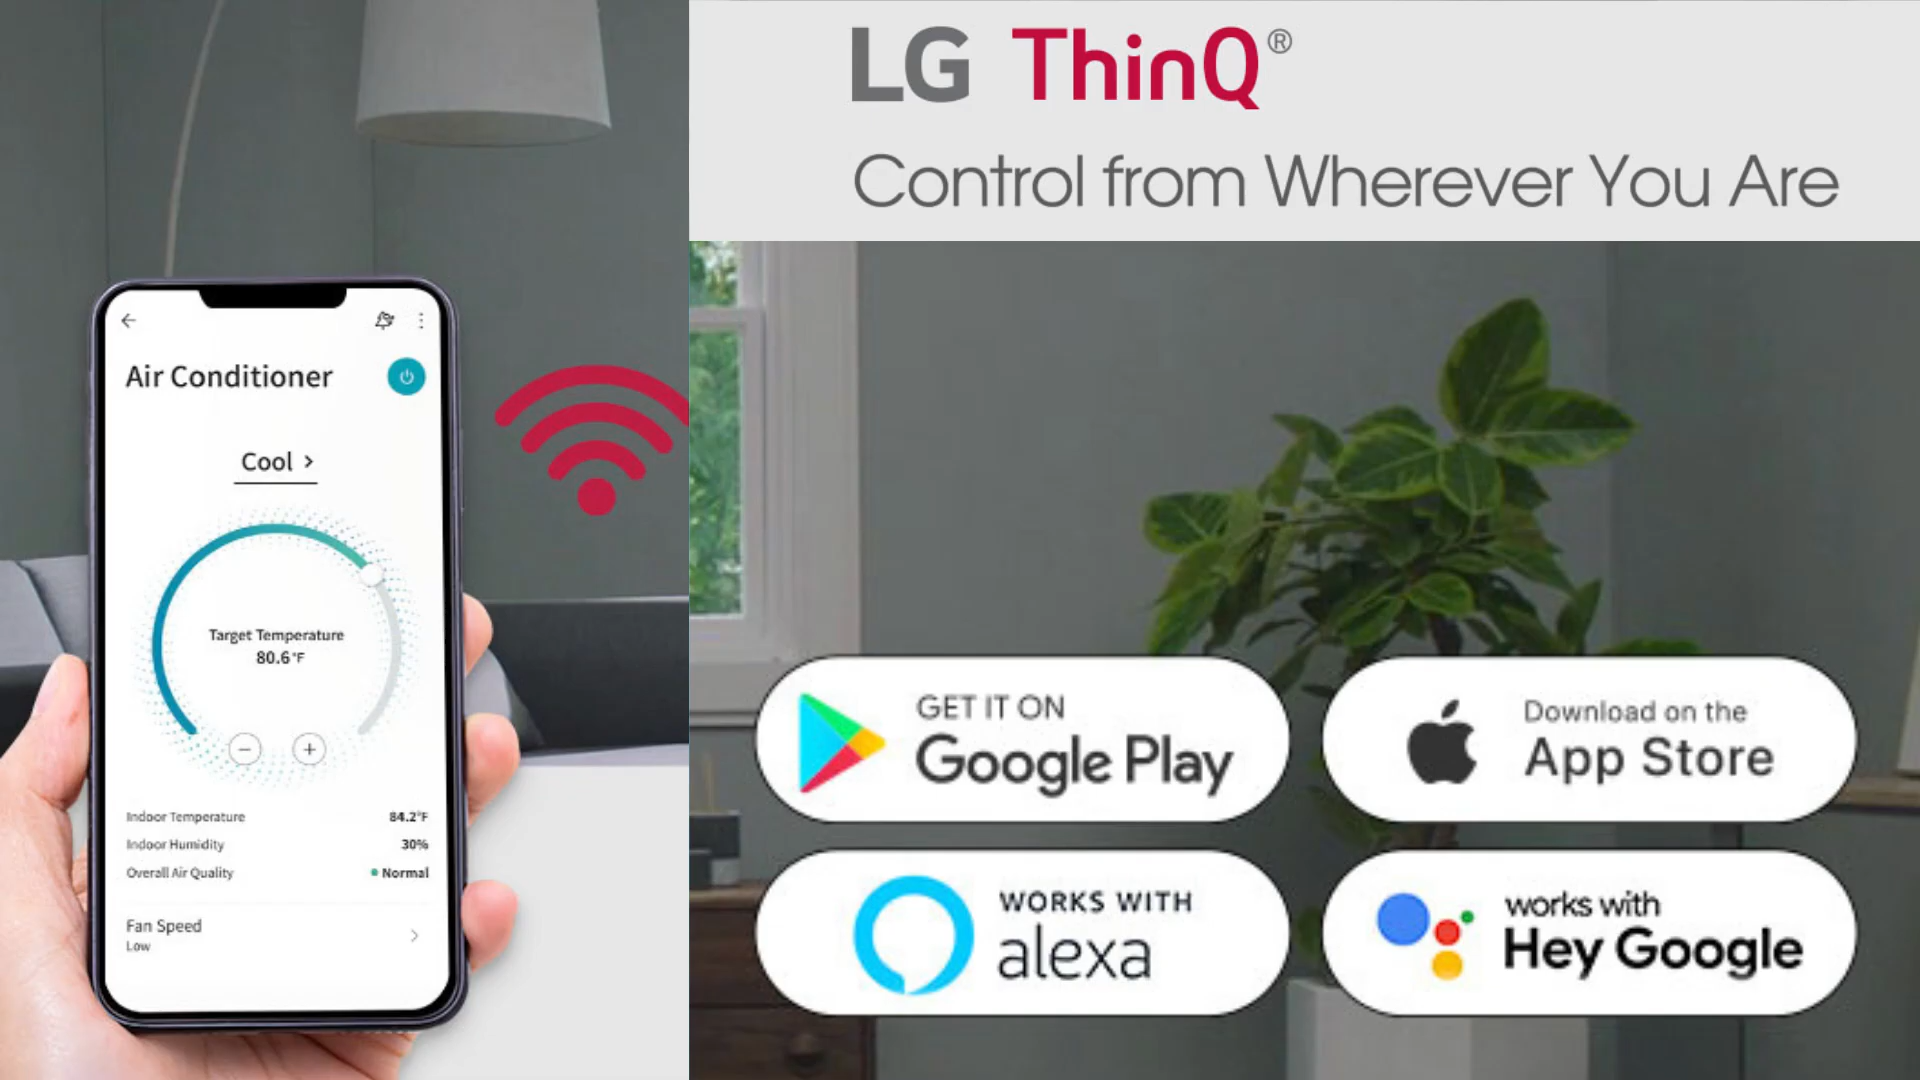 LG ThinQ®
Control from Wherever You Are
Air Conditioner
Cool >
Target Temperature
80.6°F
− +
Indoor Temperature 84.2°F
Indoor Humidity 30%
Overall Air Quality Normal
Fan Speed
Low
GET IT ON
Google Play
Download on the
App Store
WORKS WITH
alexa
works with
Hey Google